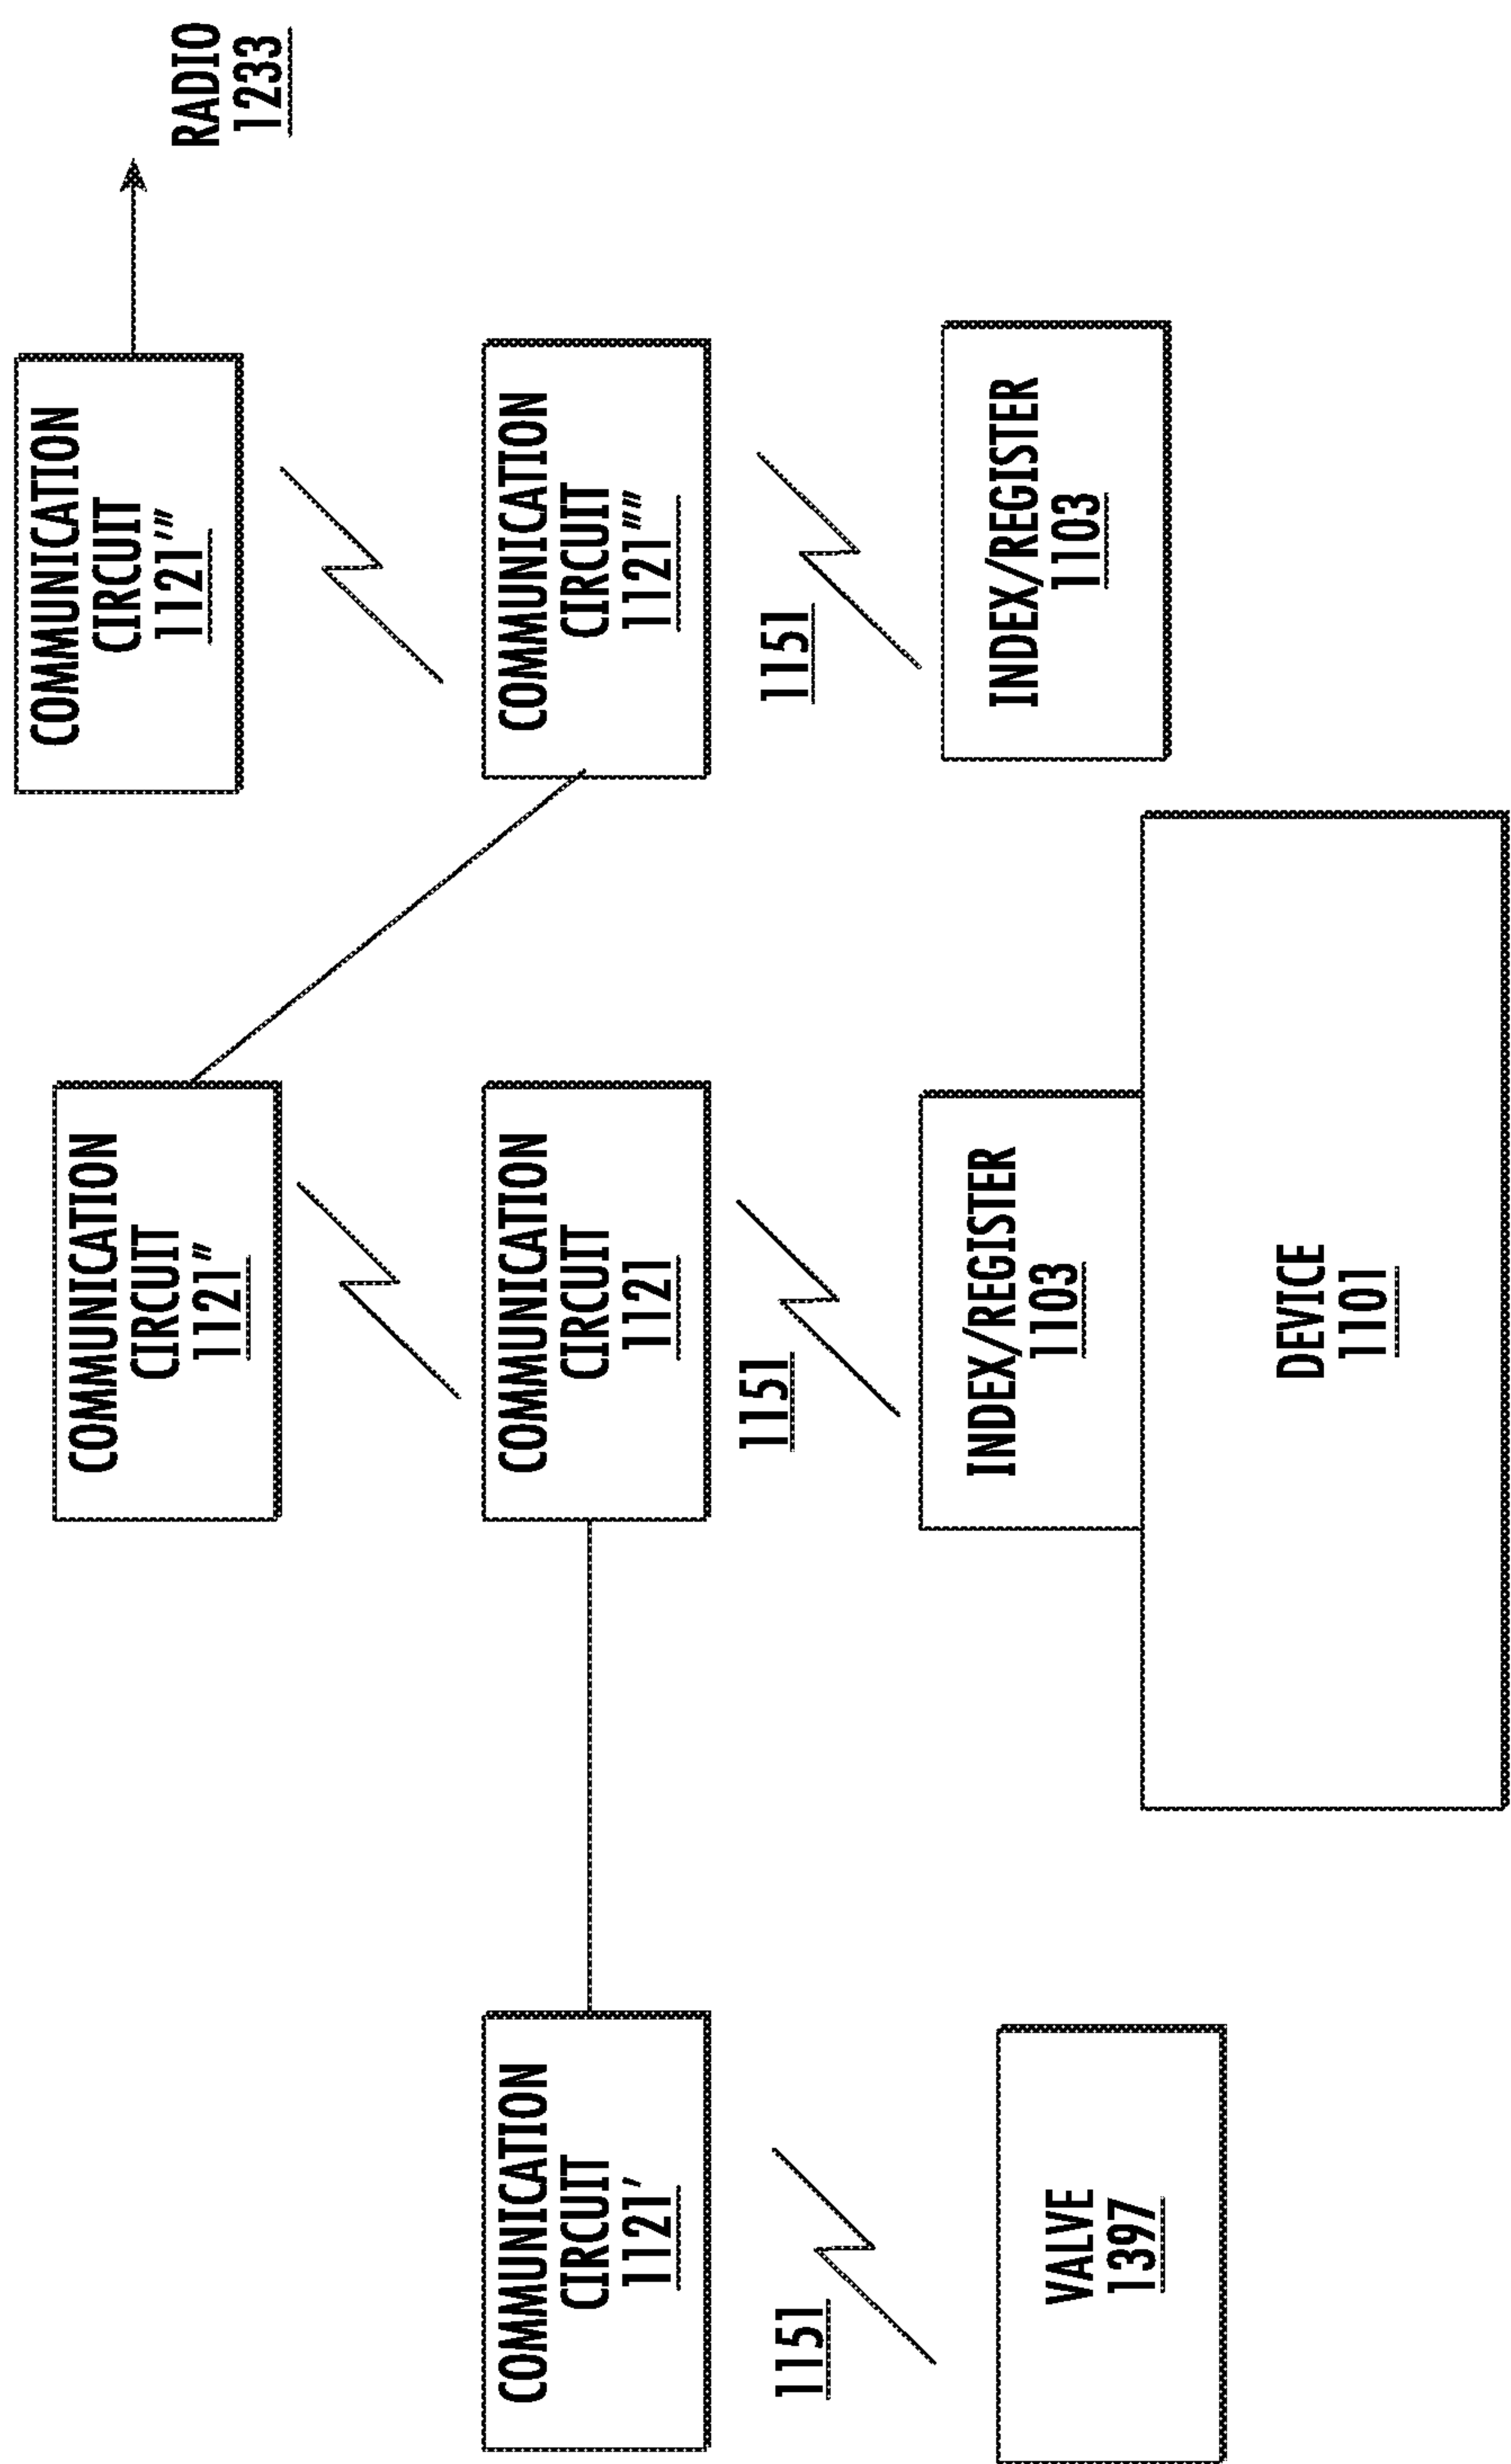 COMMUNICATION
CIRCUIT
1121''
COMMUNICATION
CIRCUIT
1121'''
RADIO
1233
COMMUNICATION
CIRCUIT
1121'
COMMUNICATION
CIRCUIT
1121
COMMUNICATION
CIRCUIT
1121''''
1151
1151
1151
VALVE
1397
INDEX/REGISTER
1103
INDEX/REGISTER
1103
DEVICE
1101